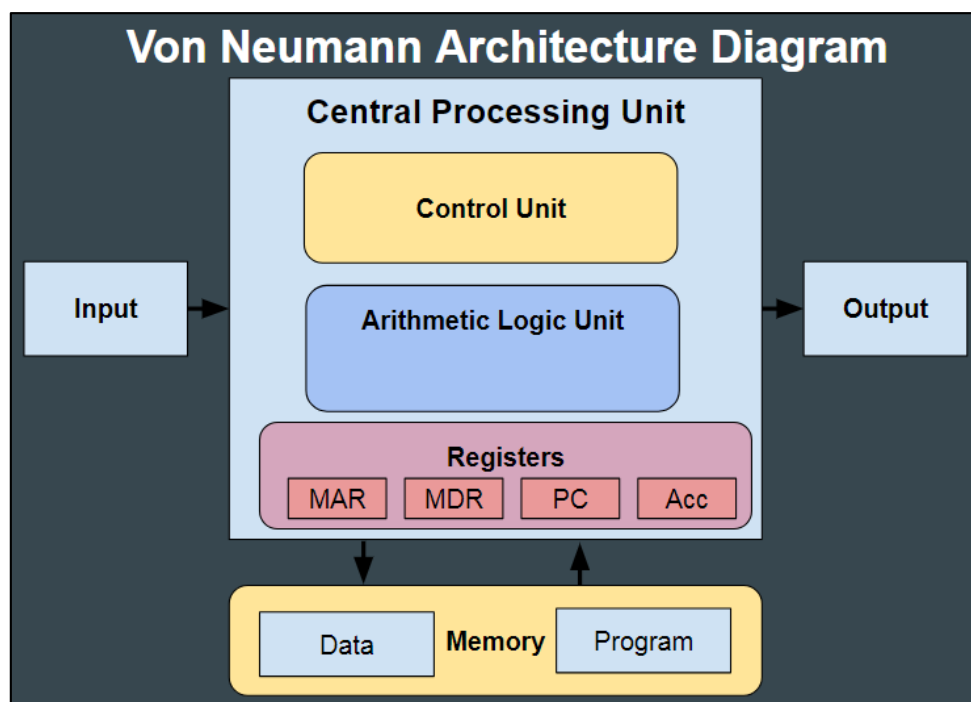 Von Neumann Architecture Diagram
Central Processing Unit
Control Unit
Input
Arithmetic Logic Unit
Output
Registers
MAR MDR PC Acc
Data Memory Program